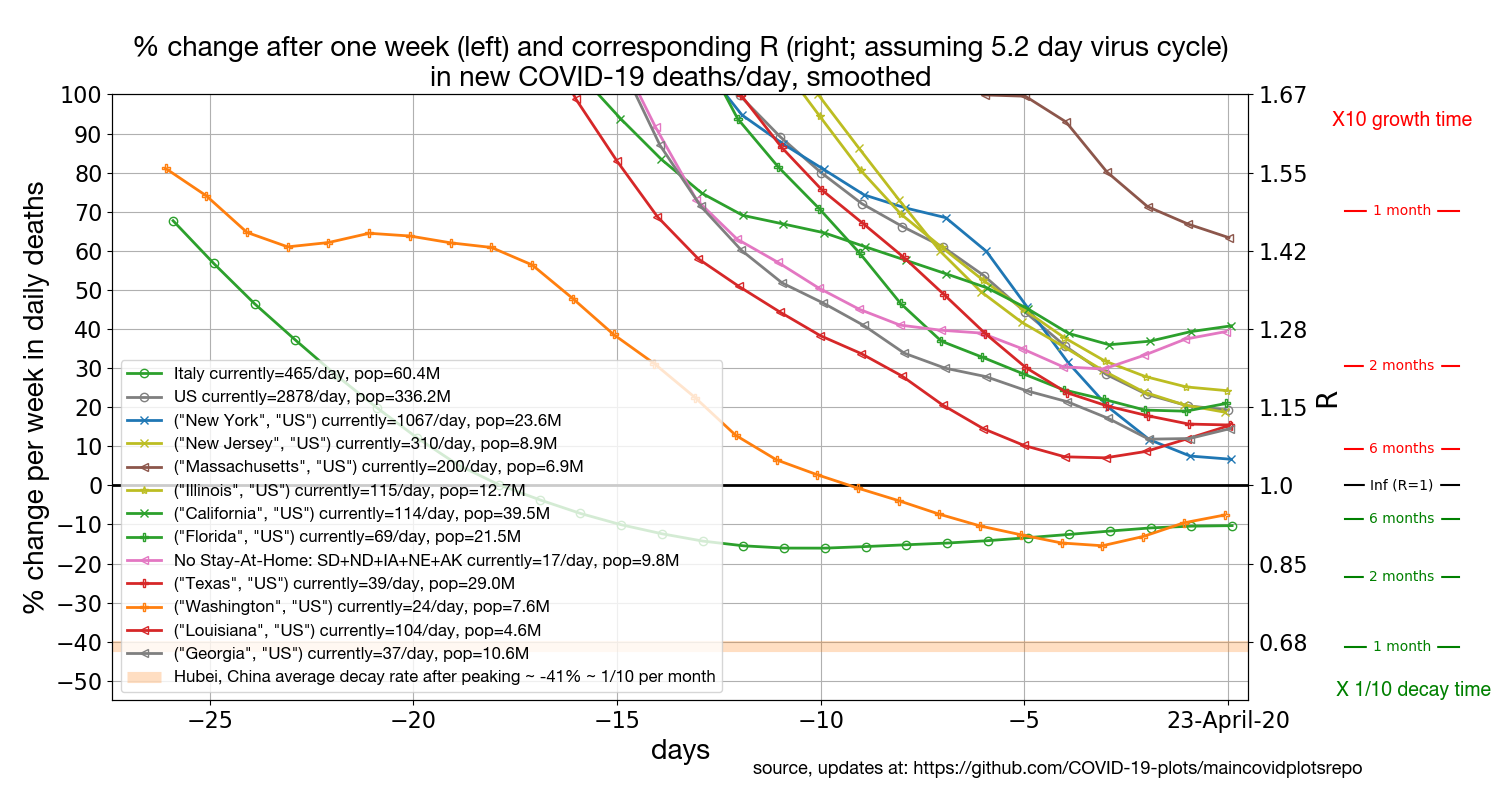 % change after one week (left) and corresponding R (right; assuming 5.2 day virus cycle)
in new COVID-19 deaths/day, smoothed
% change per week in daily deaths
100
90
80
70
60
50
40
30
20
10
0
−10
−20
−30
−40
−50
Italy currently=465/day, pop=60.4M
US currently=2878/day, pop=336.2M
("New York", "US") currently=1067/day, pop=23.6M
("New Jersey", "US") currently=310/day, pop=8.9M
("Massachusetts", "US") currently=200/day, pop=6.9M
("Illinois", "US") currently=115/day, pop=12.7M
("California", "US") currently=114/day, pop=39.5M
("Florida", "US") currently=69/day, pop=21.5M
No Stay-At-Home: SD+ND+IA+NE+AK currently=17/day, pop=9.8M
("Texas", "US") currently=39/day, pop=29.0M
("Washington", "US") currently=24/day, pop=7.6M
("Louisiana", "US") currently=104/day, pop=4.6M
("Georgia", "US") currently=37/day, pop=10.6M
Hubei, China average decay rate after peaking ~ -41% ~ 1/10 per month
−25 −20 −15 −10 −5 23-April-20
days
1.67
1.55
1.42
1.28
1.15
1.0
0.85
0.68
R
X10 growth time
1 month
2 months
6 months
Inf (R=1)
6 months
2 months
1 month
X 1/10 decay time
source, updates at: https://github.com/COVID-19-plots/maincovidplotsrepo